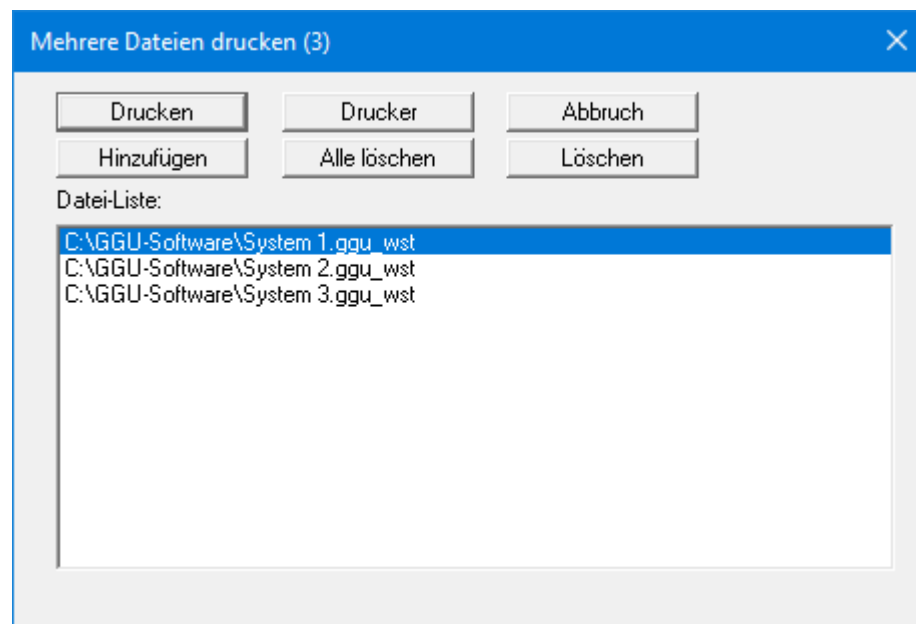 Mehrere Dateien drucken (3)
Drucken Drucker Abbruch
Hinzufügen Alle löschen Löschen
Datei-Liste:
C:\GGU-Software\System 1.ggu_wst
C:\GGU-Software\System 2.ggu_wst
C:\GGU-Software\System 3.ggu_wst